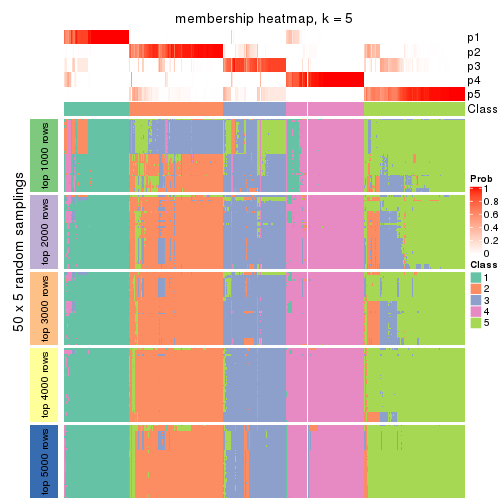 membership heatmap, k = 5
p1
p2
p3
p4
p5
Class
50 x 5 random samplings
top 1000 rows
top 2000 rows
top 3000 rows
top 4000 rows
top 5000 rows
Prob
1
0.8
0.6
0.4
0.2
0
Class
1
2
3
4
5